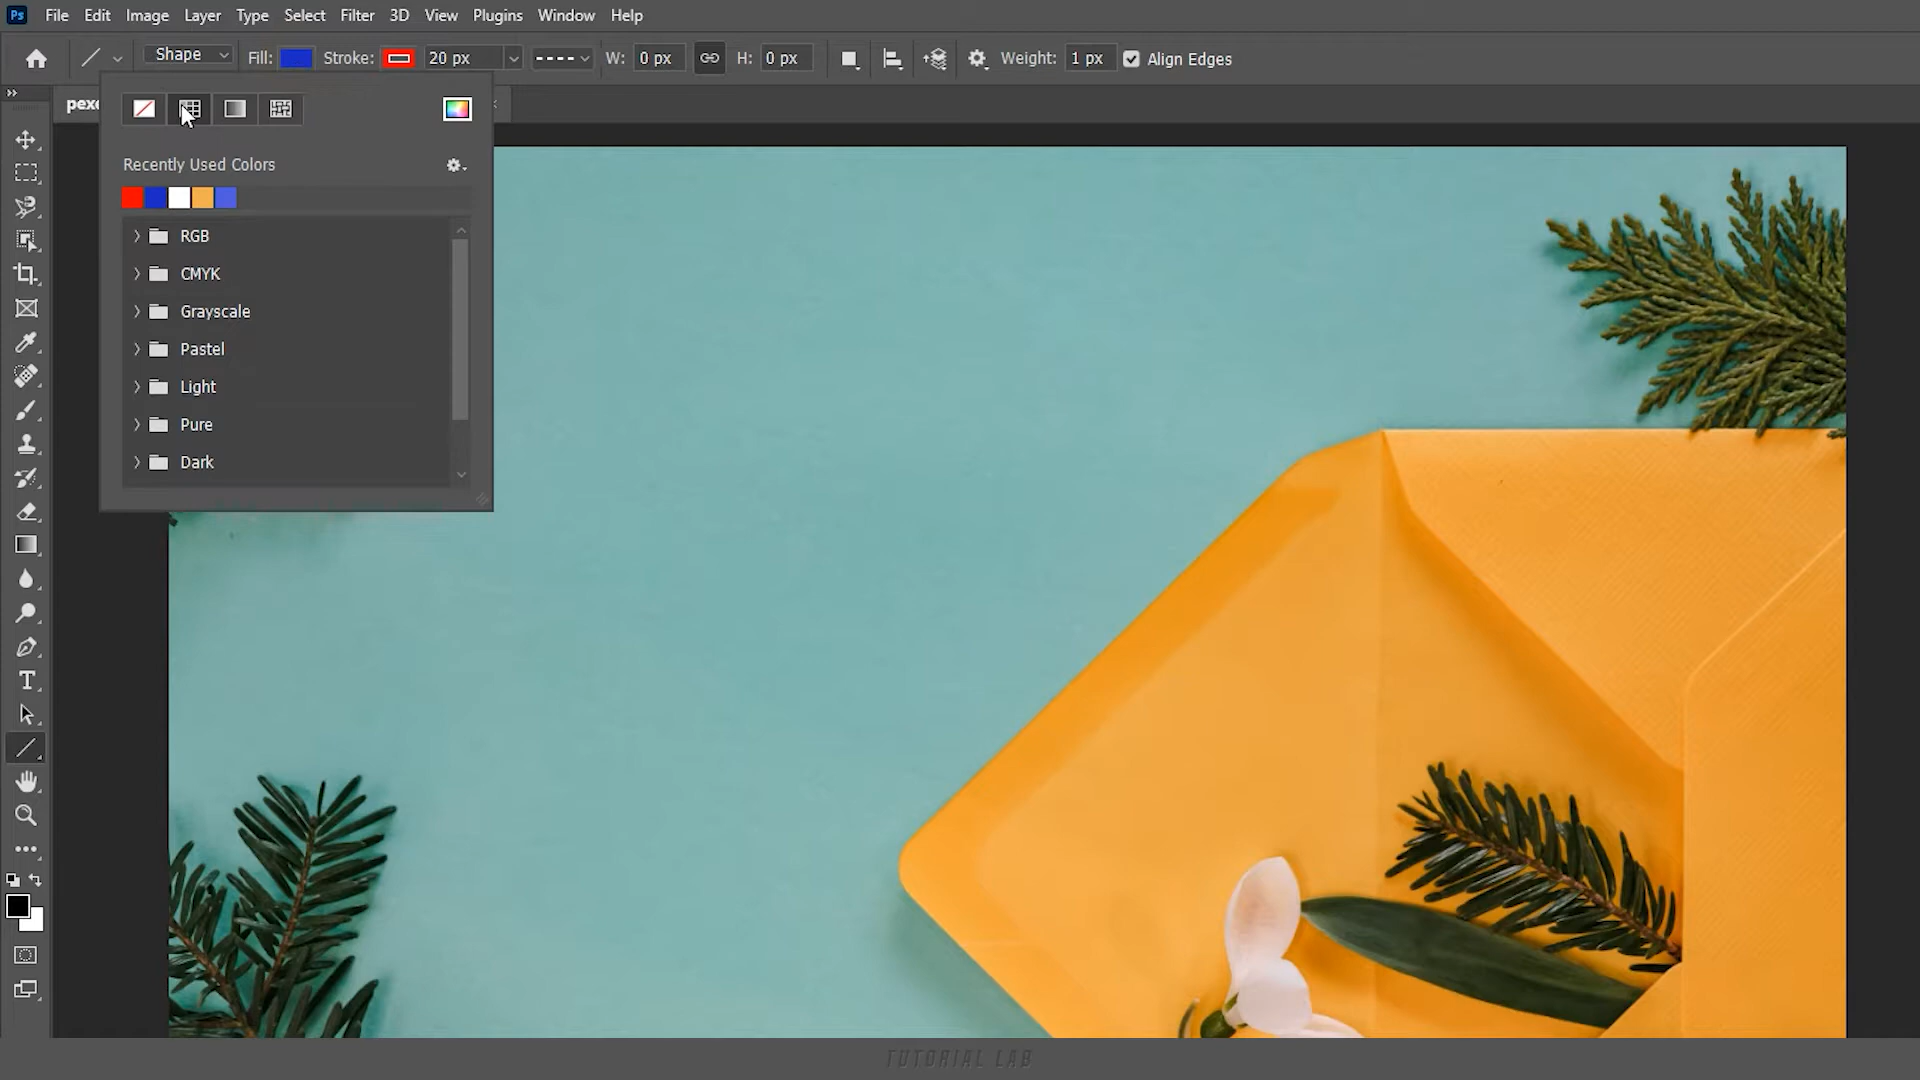 Ps File Edit Image Layer Type Select Filter 3D View Plugins Window Help
Shape Fill: Stroke: 20 px W: 0 px H: 0 px Weight: 1 px Align Edges
pexe
Recently Used Colors
RGB
CMYK
Grayscale
Pastel
Light
Pure
Dark
T
TUTORIAL LAB